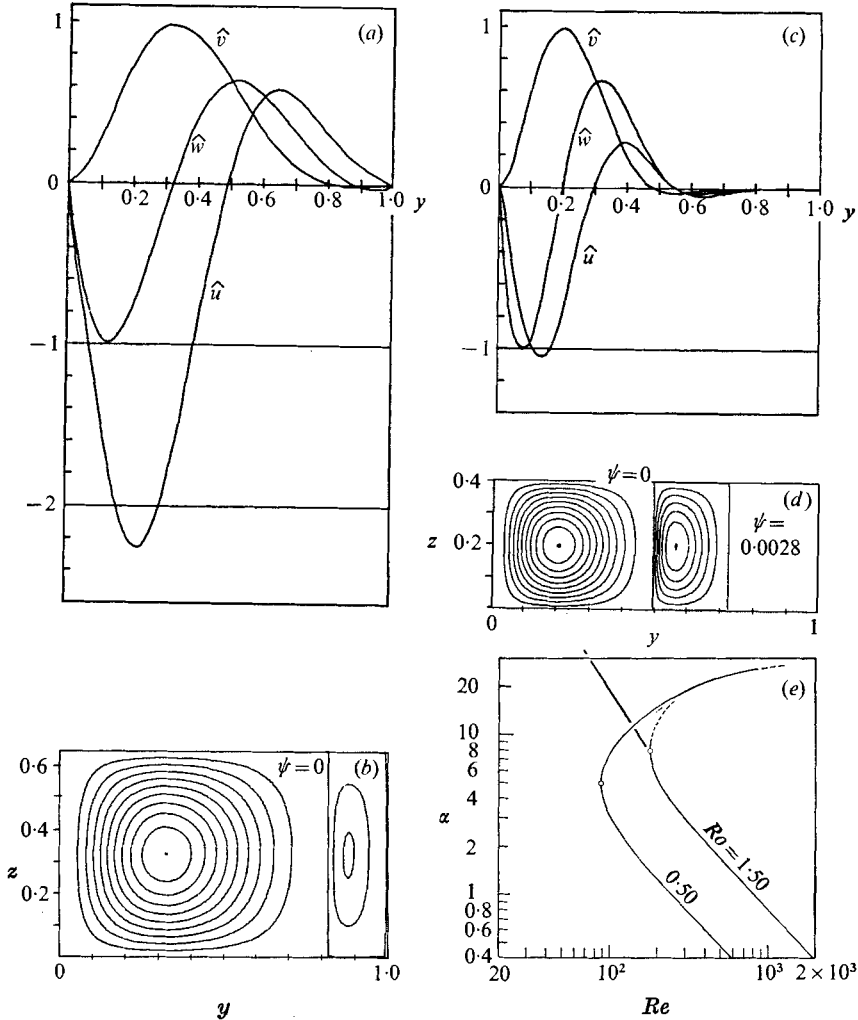 1
(a)
v̂
ŵ
0
0·2 0·4 0·6 0·8 1·0
y
û
−1
−2
1
(c)
v̂
ŵ
0
0·2 0·4 0·6 0·8 1·0
y
û
−1
ψ=0
0·4
(d)
z
0·2
ψ=
0·0028
0
y
1
0·6
ψ=0
(b)
z
0·4
0·2
0
1·0
y
20
(e)
10
8
6
4
α
2
1
0·8
0·6
0·4
Ro=1·50
0·50
20
10²
10³
2×10³
Re